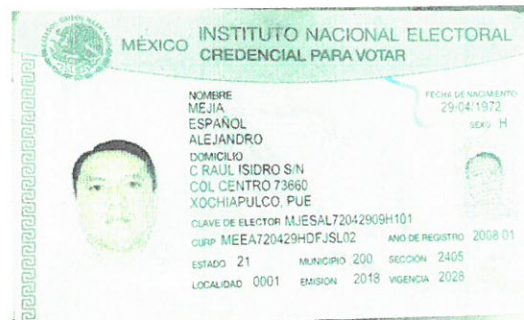 MÉXICO
INSTITUTO NACIONAL ELECTORAL
CREDENCIAL PARA VOTAR
NOMBRE
MEJIA
ESPAÑOL
ALEJANDRO
FECHA DE NACIMIENTO
29/04/1972
SEXO H
DOMICILIO
C RAUL ISIDRO S/N
COL CENTRO 73660
XOCHIAPULCO, PUE
CLAVE DE ELECTOR MJESAL72042909H101
CURP MEEA720429HDFJSL02 AÑO DE REGISTRO 2008 01
ESTADO 21 MUNICIPIO 200 SECCIÓN 2405
LOCALIDAD 0001 EMISIÓN 2018 VIGENCIA 2028